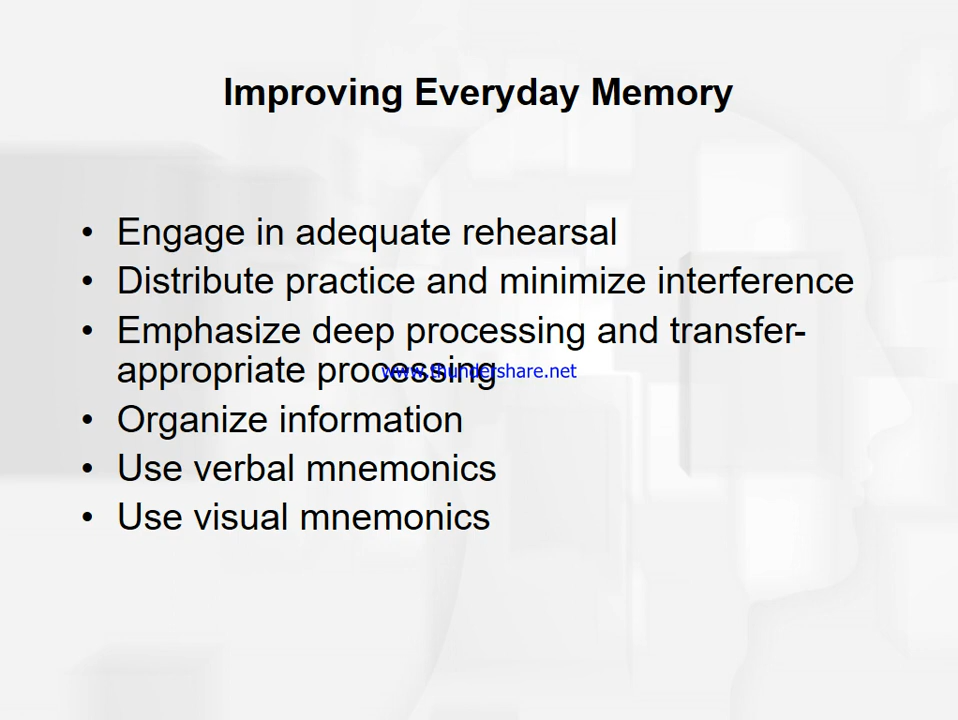 Improving Everyday Memory
• Engage in adequate rehearsal
• Distribute practice and minimize interference
• Emphasize deep processing and transfer-
appropriate processing
www.thundershare.net
• Organize information
• Use verbal mnemonics
• Use visual mnemonics